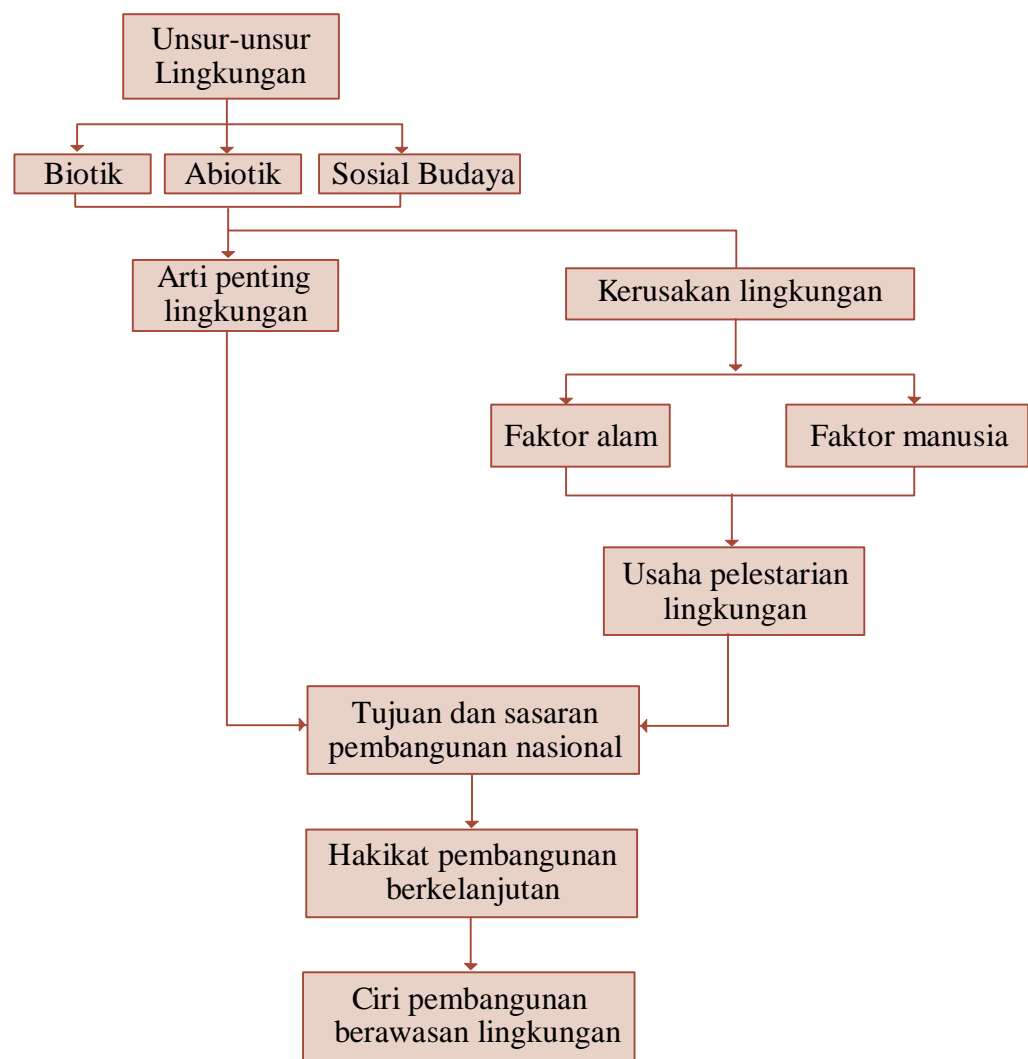 Unsur-unsur
Lingkungan
Biotik
Abiotik
Sosial Budaya
Arti penting
lingkungan
Kerusakan lingkungan
Faktor alam
Faktor manusia
Usaha pelestarian
lingkungan
Tujuan dan sasaran
pembangunan nasional
Hakikat pembangunan
berkelanjutan
Ciri pembangunan
berawasan lingkungan